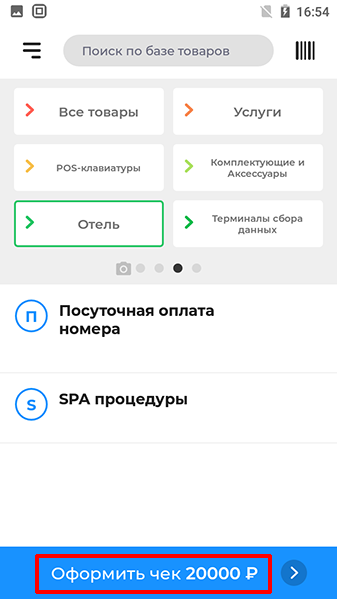 16:54
Поиск по базе товаров
Все товары
Услуги
POS-клавиатуры
Комплектующие и
Аксессуары
Отель
Терминалы сбора
данных
П
Посуточная оплата
номера
S
SPA процедуры
Оформить чек 20000 ₽